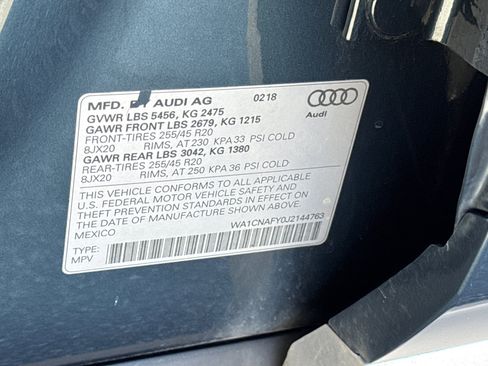 MFD. BY AUDI AG 0218
GVWR LBS 5456, KG 2475
GAWR FRONT LBS 2679, KG 1215
FRONT-TIRES 255/45 R20
8JX20 RIMS, AT 230 KPA 33 PSI COLD
GAWR REAR LBS 3042, KG 1380
REAR-TIRES 255/45 R20
8JX20 RIMS, AT 250 KPA 36 PSI COLD
THIS VEHICLE CONFORMS TO ALL APPLICABLE
U.S. FEDERAL MOTOR VEHICLE SAFETY AND
THEFT PREVENTION STANDARDS IN EFFECT ON
THE DATE OF MANUFACTURE SHOWN ABOVE.
MEXICO
WA1CNAFY0J2144763
TYPE:
MPV
Audi